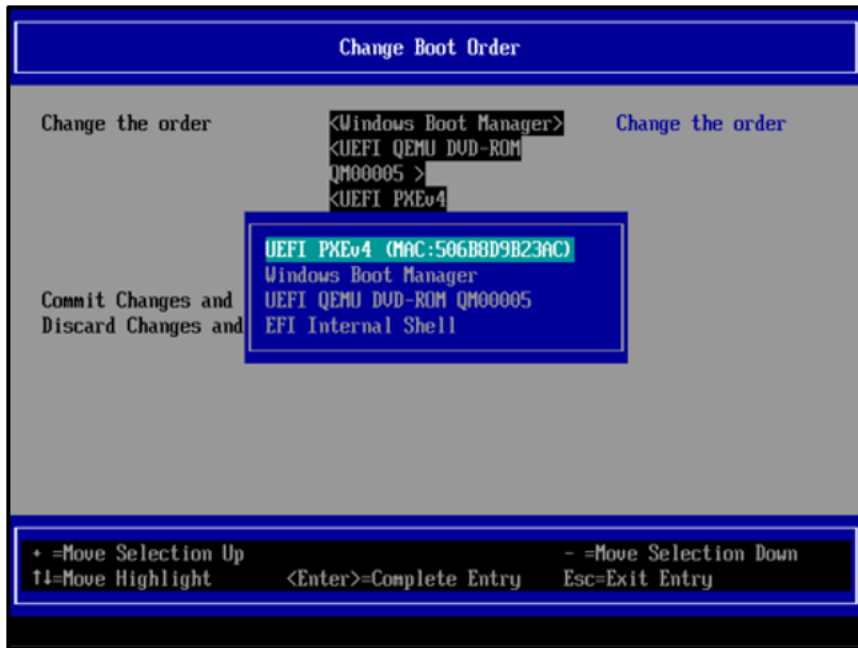 Change Boot Order
Change the order <Windows Boot Manager> Change the order
<UEFI QEMU DVD-ROM
QM00005 >
<UEFI PXEv4
UEFI PXEv4 (MAC:506B8D9B23AC)
Windows Boot Manager
Commit Changes and UEFI QEMU DVD-ROM QM00005
Discard Changes and EFI Internal Shell
+ =Move Selection Up - =Move Selection Down
↑↓=Move Highlight <Enter>=Complete Entry Esc=Exit Entry